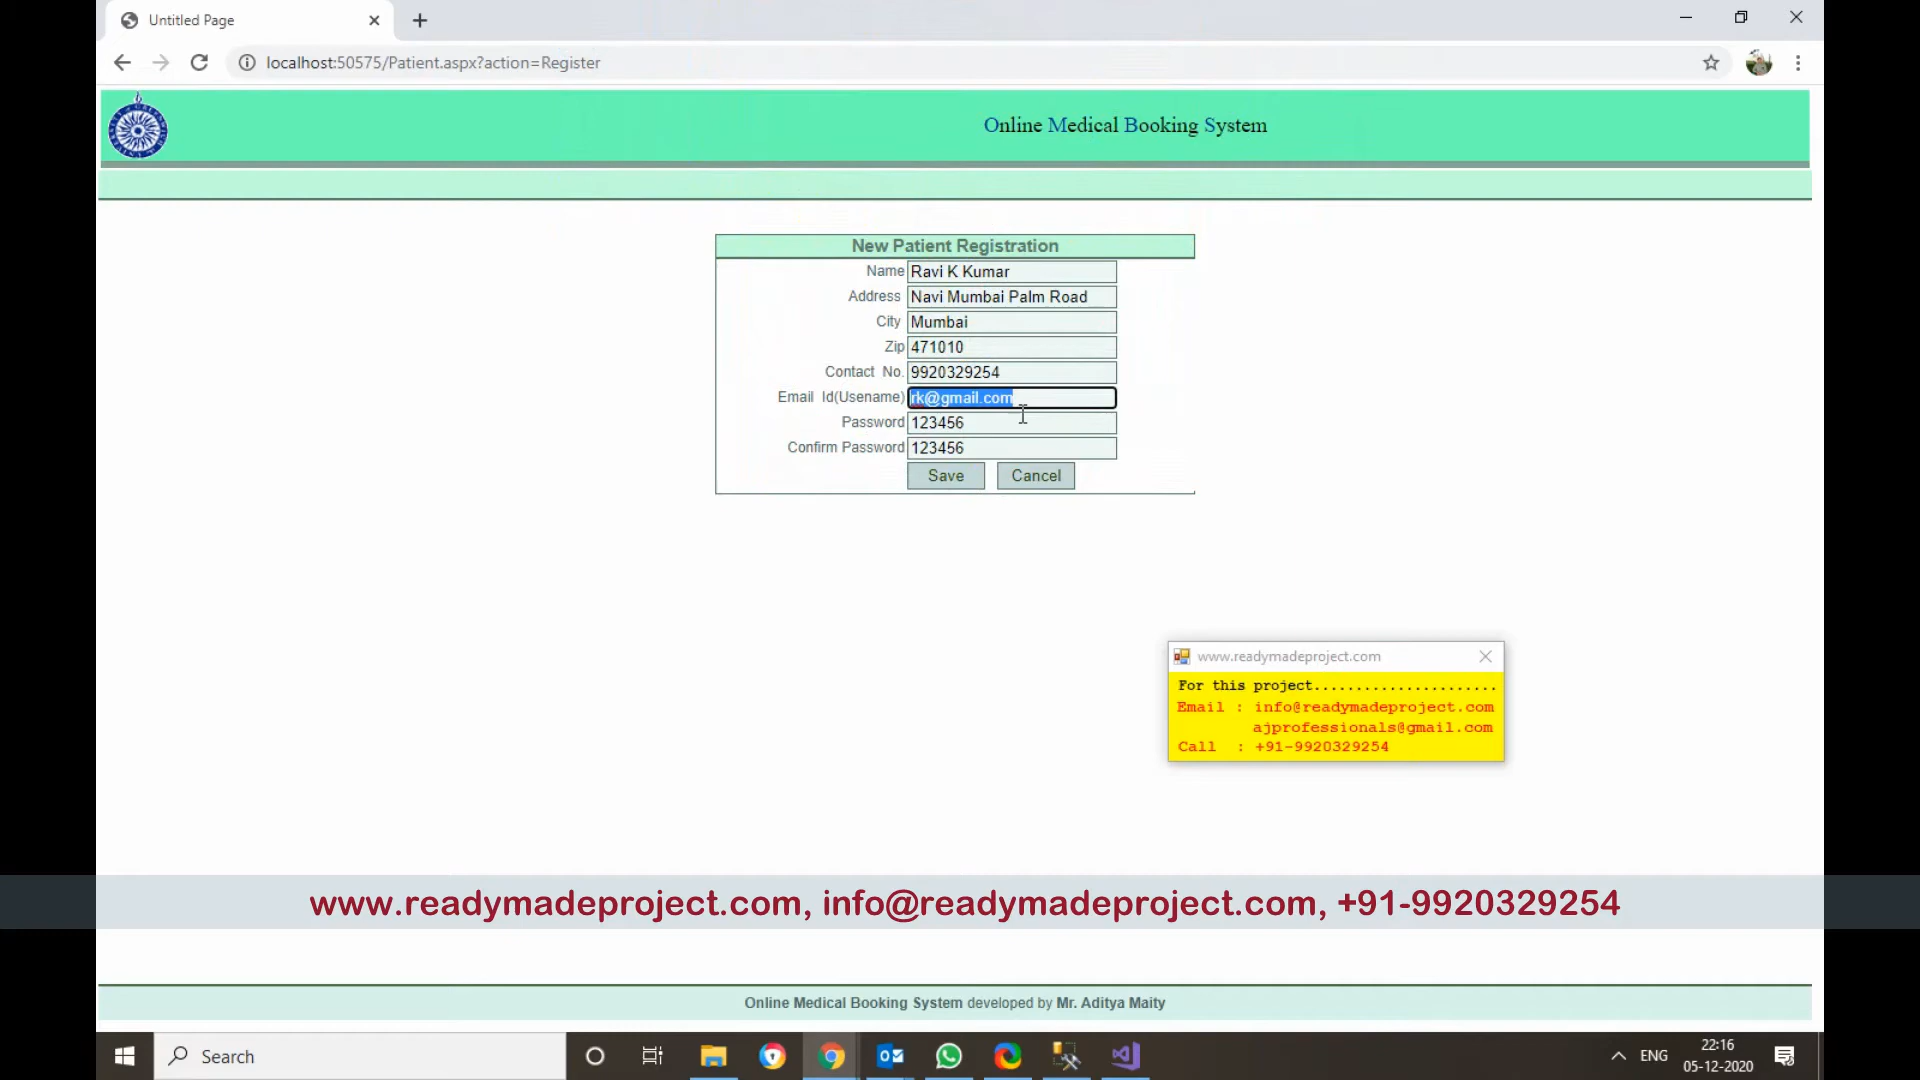 Untitled Page
localhost:50575/Patient.aspx?action=Register
Online Medical Booking System
New Patient Registration
Name Ravi K Kumar
Address Navi Mumbai Palm Road
City Mumbai
Zip 471010
Contact No. 9920329254
Email Id(Usename) rk@gmail.com
Password 123456
Confirm Password 123456
Save Cancel
www.readymadeproject.com
For this project......................
Email : info@readymadeproject.com
ajprofessionals@gmail.com
Call : +91-9920329254
www.readymadeproject.com, info@readymadeproject.com, +91-9920329254
Online Medical Booking System developed by Mr. Aditya Maity
Search
ENG
22:16
05-12-2020